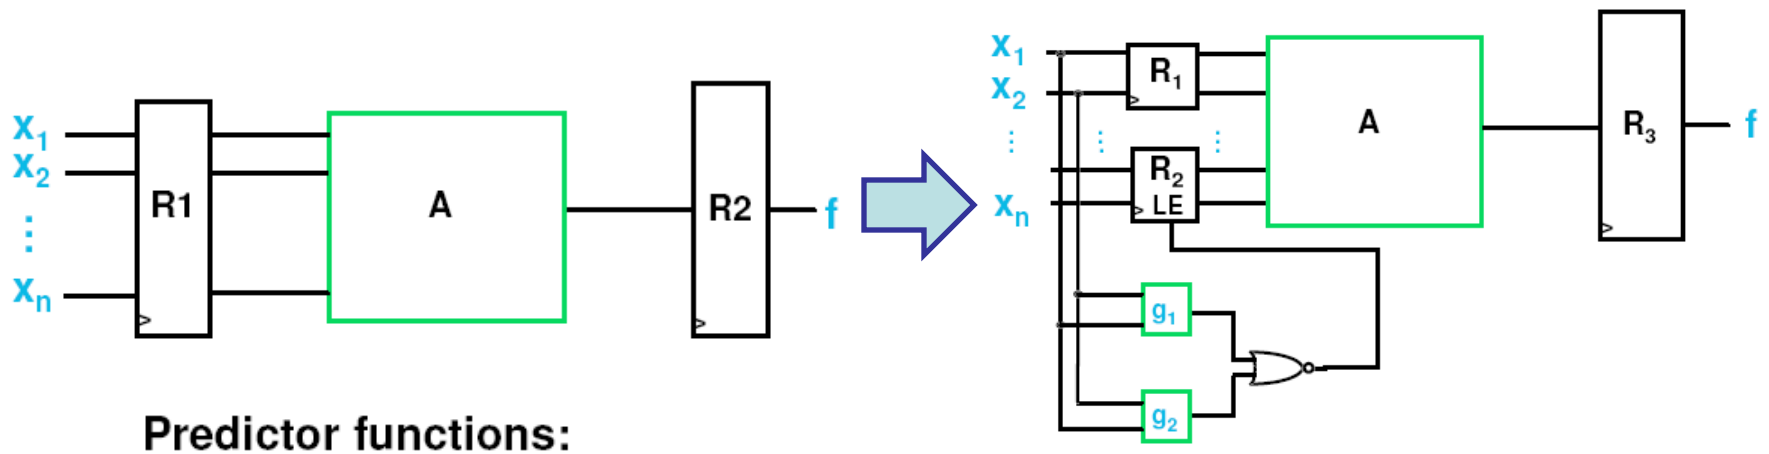 x1
x2
⋮
xn
R1
A
R2
f
x1
x2
⋮
xn
R1
⋮
R2
LE
⋮
A
R3
f
g1
g2
Predictor functions: